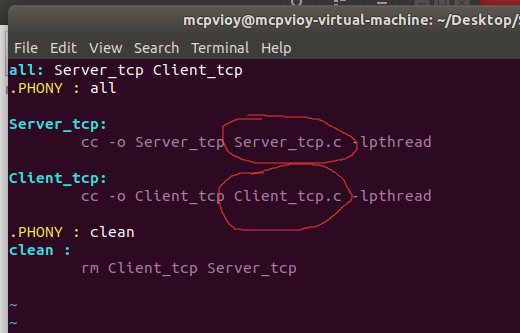 mcpvioy@mcpvioy-virtual-machine: ~/Desktop/S
File Edit View Search Terminal Help
all: Server_tcp Client_tcp
.PHONY : all
Server_tcp:
cc -o Server_tcp Server_tcp.c -lpthread
Client_tcp:
cc -o Client_tcp Client_tcp.c -lpthread
.PHONY : clean
clean :
rm Client_tcp Server_tcp
~
~